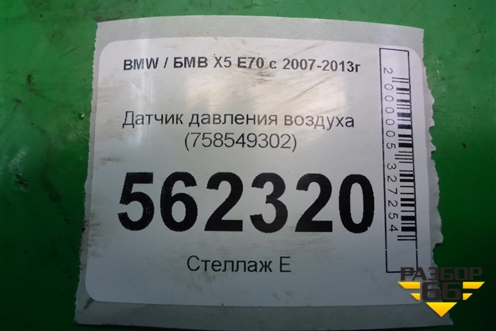 BMW / БМВ X5 E70 с 2007-2013г
Датчик давления воздуха
(758549302)
562320
Стеллаж Е
2000005327254
РАЗБОР
66